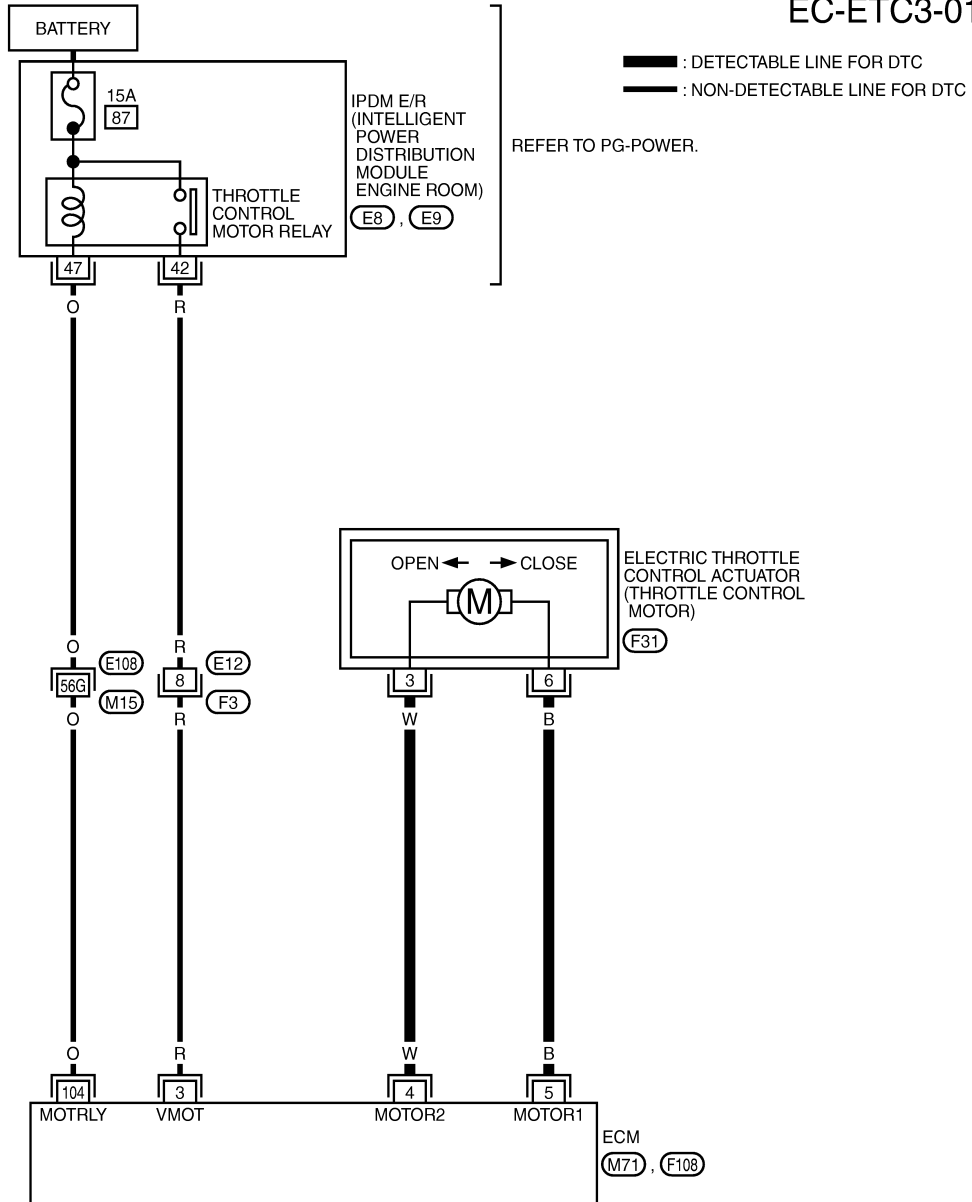 EC-ETC3-01
BATTERY
: DETECTABLE LINE FOR DTC
: NON-DETECTABLE LINE FOR DTC
15A
87
IPDM E/R
(INTELLIGENT
POWER
DISTRIBUTION
MODULE
ENGINE ROOM)
E8 , E9
REFER TO PG-POWER.
THROTTLE
CONTROL
MOTOR RELAY
47 42
O R
OPEN CLOSE
M
ELECTRIC THROTTLE
CONTROL ACTUATOR
(THROTTLE CONTROL
MOTOR)
F31
O R
E108 E12
56G 8 3 6
M15 F3
O R W B
O R W B
104 3 4 5
MOTRLY VMOT MOTOR2 MOTOR1
ECM
M71 , F108